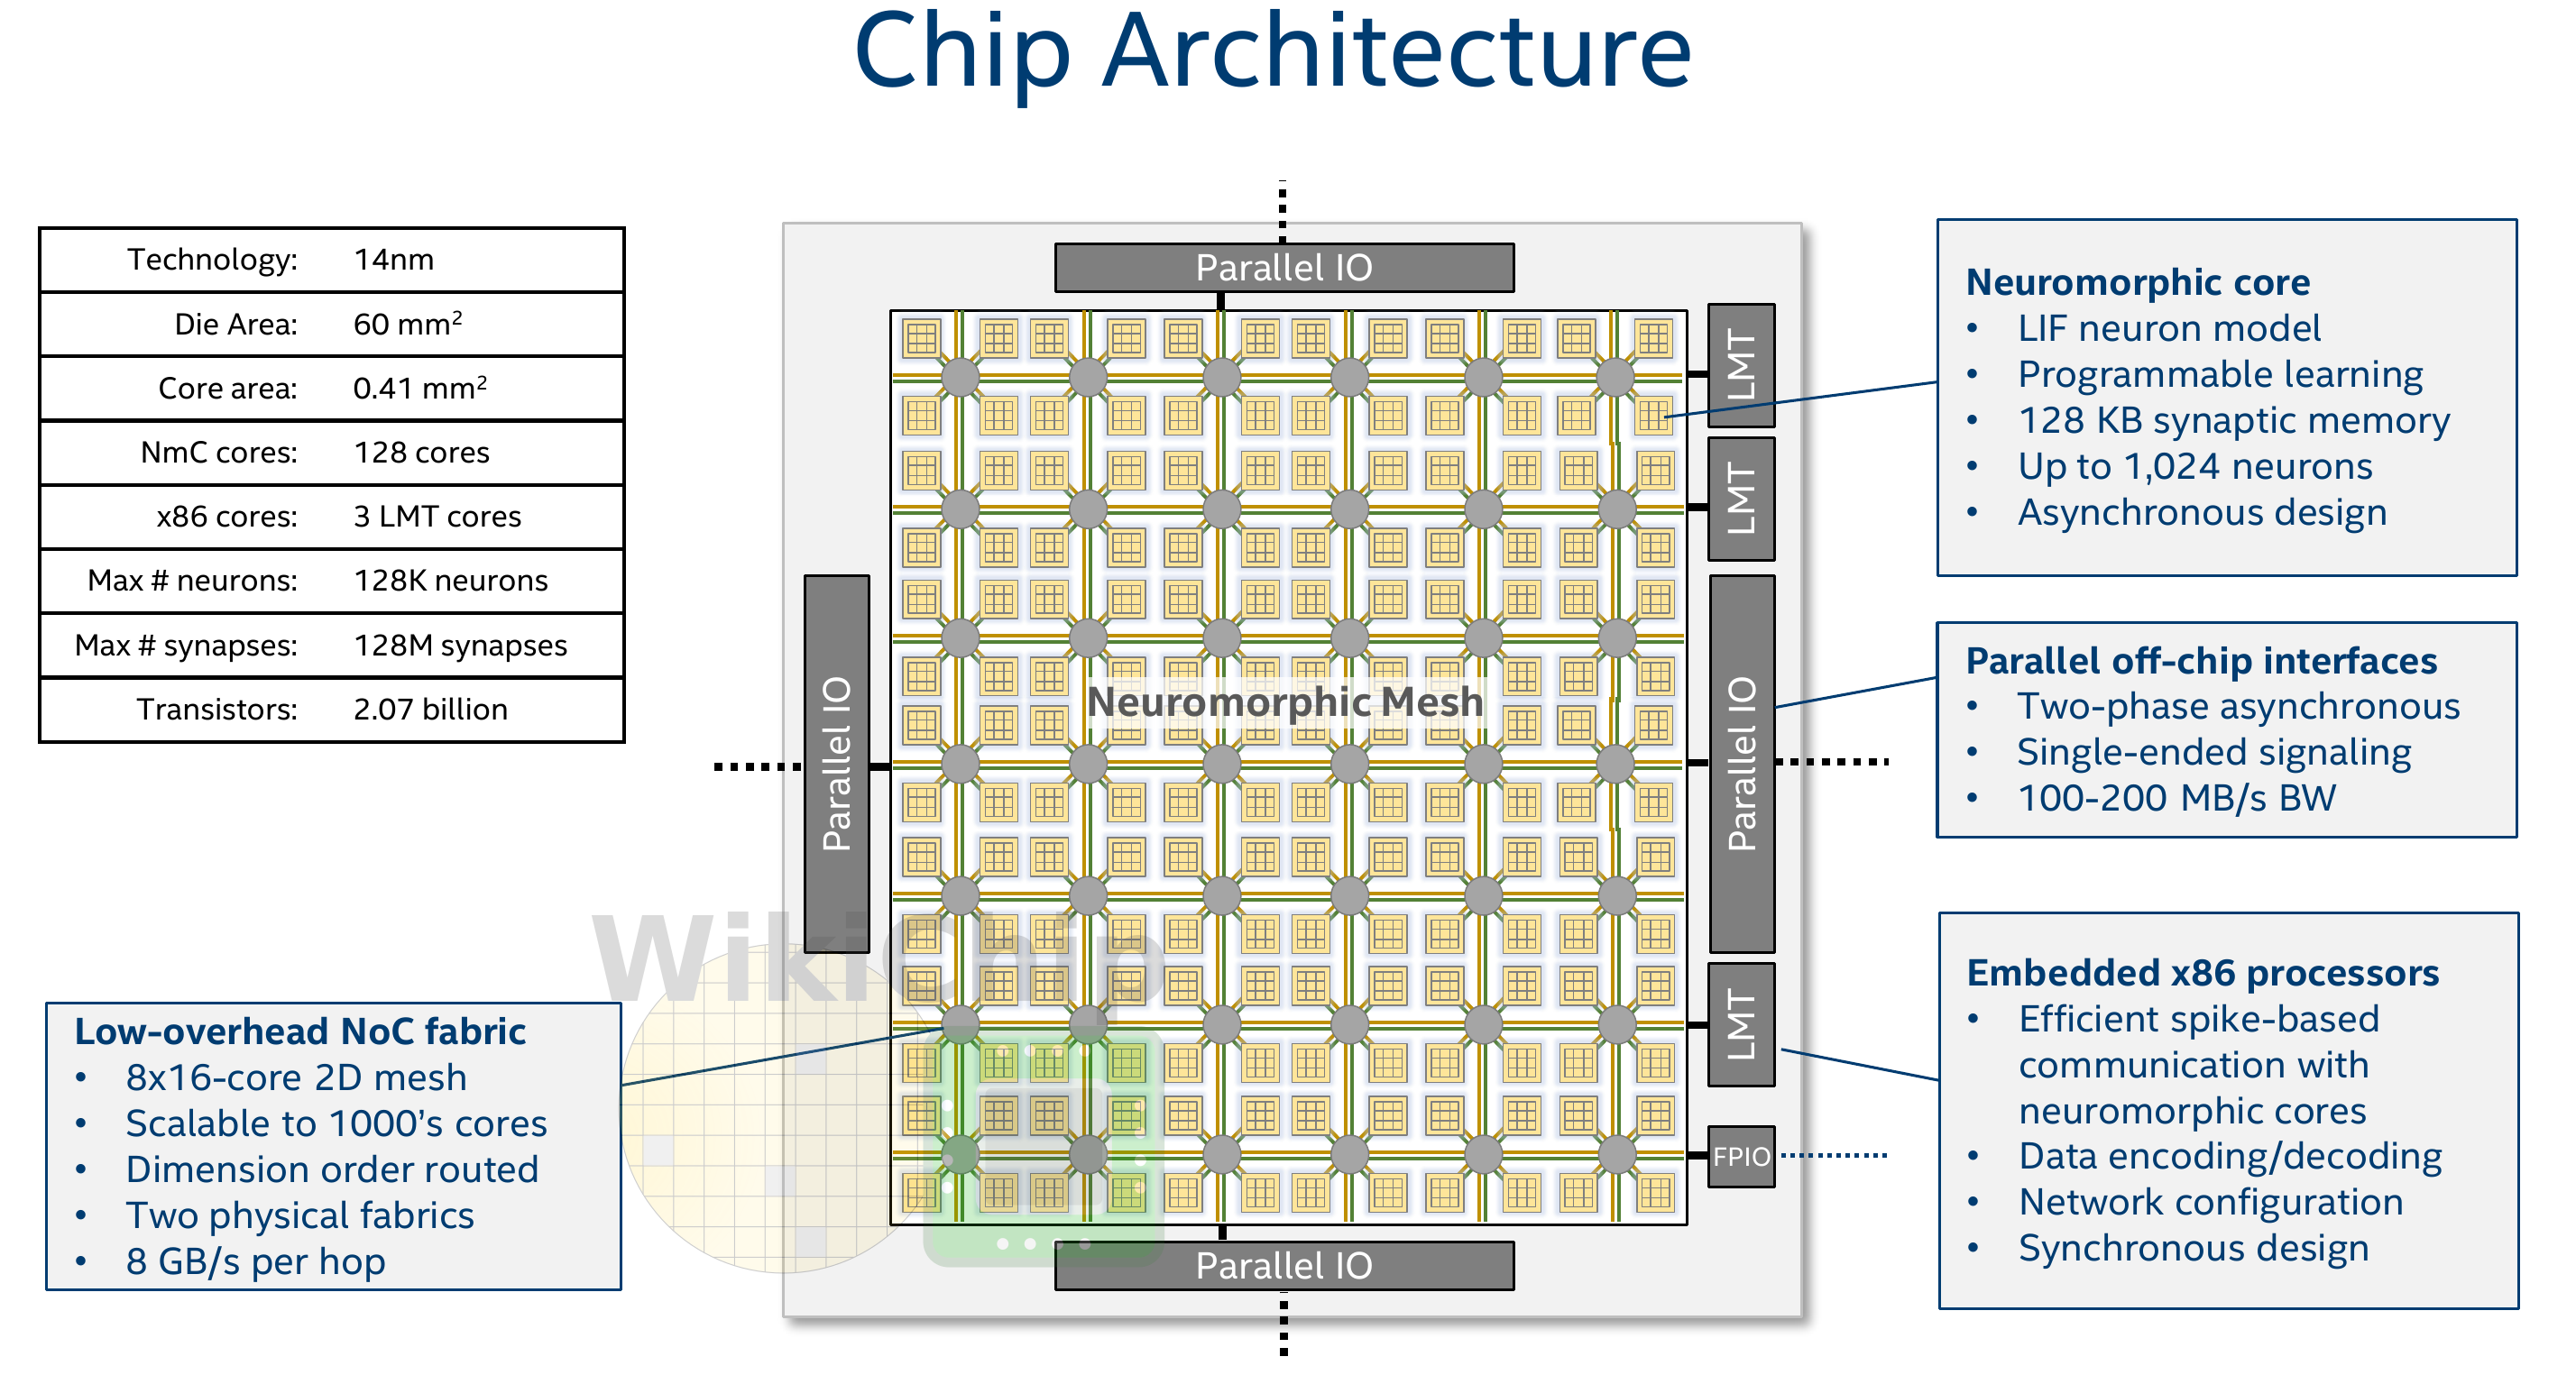 Chip Architecture
Technology: 14nm
Die Area: 60 mm²
Core area: 0.41 mm²
NmC cores: 128 cores
x86 cores: 3 LMT cores
Max # neurons: 128K neurons
Max # synapses: 128M synapses
Transistors: 2.07 billion
Low-overhead NoC fabric
• 8x16-core 2D mesh
• Scalable to 1000’s cores
• Dimension order routed
• Two physical fabrics
• 8 GB/s per hop
Parallel IO
Parallel IO
Neuromorphic Mesh
WikiChip
Parallel IO
LMT
LMT
Parallel IO
LMT
FPIO
Neuromorphic core
• LIF neuron model
• Programmable learning
• 128 KB synaptic memory
• Up to 1,024 neurons
• Asynchronous design
Parallel off-chip interfaces
• Two-phase asynchronous
• Single-ended signaling
• 100-200 MB/s BW
Embedded x86 processors
• Efficient spike-based
communication with
neuromorphic cores
• Data encoding/decoding
• Network configuration
• Synchronous design